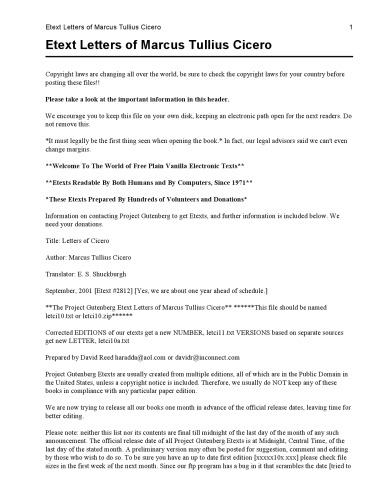 Etext Letters of Marcus Tullius Cicero 1
Etext Letters of Marcus Tullius Cicero
Copyright laws are changing all over the world, be sure to check the copyright laws for your country before
posting these files!!
Please take a look at the important information in this header.
We encourage you to keep this file on your own disk, keeping an electronic path open for the next readers. Do
not remove this.
*It must legally be the first thing seen when opening the book.* In fact, our legal advisors said we can't even
change margins.
**Welcome To The World of Free Plain Vanilla Electronic Texts**
**Etexts Readable By Both Humans and By Computers, Since 1971**
*These Etexts Prepared By Hundreds of Volunteers and Donations*
Information on contacting Project Gutenberg to get Etexts, and further information is included below. We
need your donations.
Title: Letters of Cicero
Author: Marcus Tullius Cicero
Translator: E. S. Shuckburgh
September, 2001 [Etext #2812] [Yes, we are about one year ahead of schedule.]
**The Project Gutenberg Etext Letters of Marcus Tullius Cicero** ******This file should be named
letci10.txt or letci10.zip******
Corrected EDITIONS of our etexts get a new NUMBER, letci11.txt VERSIONS based on separate sources
get new LETTER, letci10a.txt
Prepared by David Reed haradda@aol.com or davidr@inconnect.com
Project Gutenberg Etexts are usually created from multiple editions, all of which are in the Public Domain in
the United States, unless a copyright notice is included. Therefore, we usually do NOT keep any of these
books in compliance with any particular paper edition.
We are now trying to release all our books one month in advance of the official release dates, leaving time for
better editing.
Please note: neither this list nor its contents are final till midnight of the last day of the month of any such
announcement. The official release date of all Project Gutenberg Etexts is at Midnight, Central Time, of the
last day of the stated month. A preliminary version may often be posted for suggestion, comment and editing
by those who wish to do so. To be sure you have an up to date first edition [xxxxx10x.xxx] please check file
sizes in the first week of the next month. Since our ftp program has a bug in it that scrambles the date [tried to